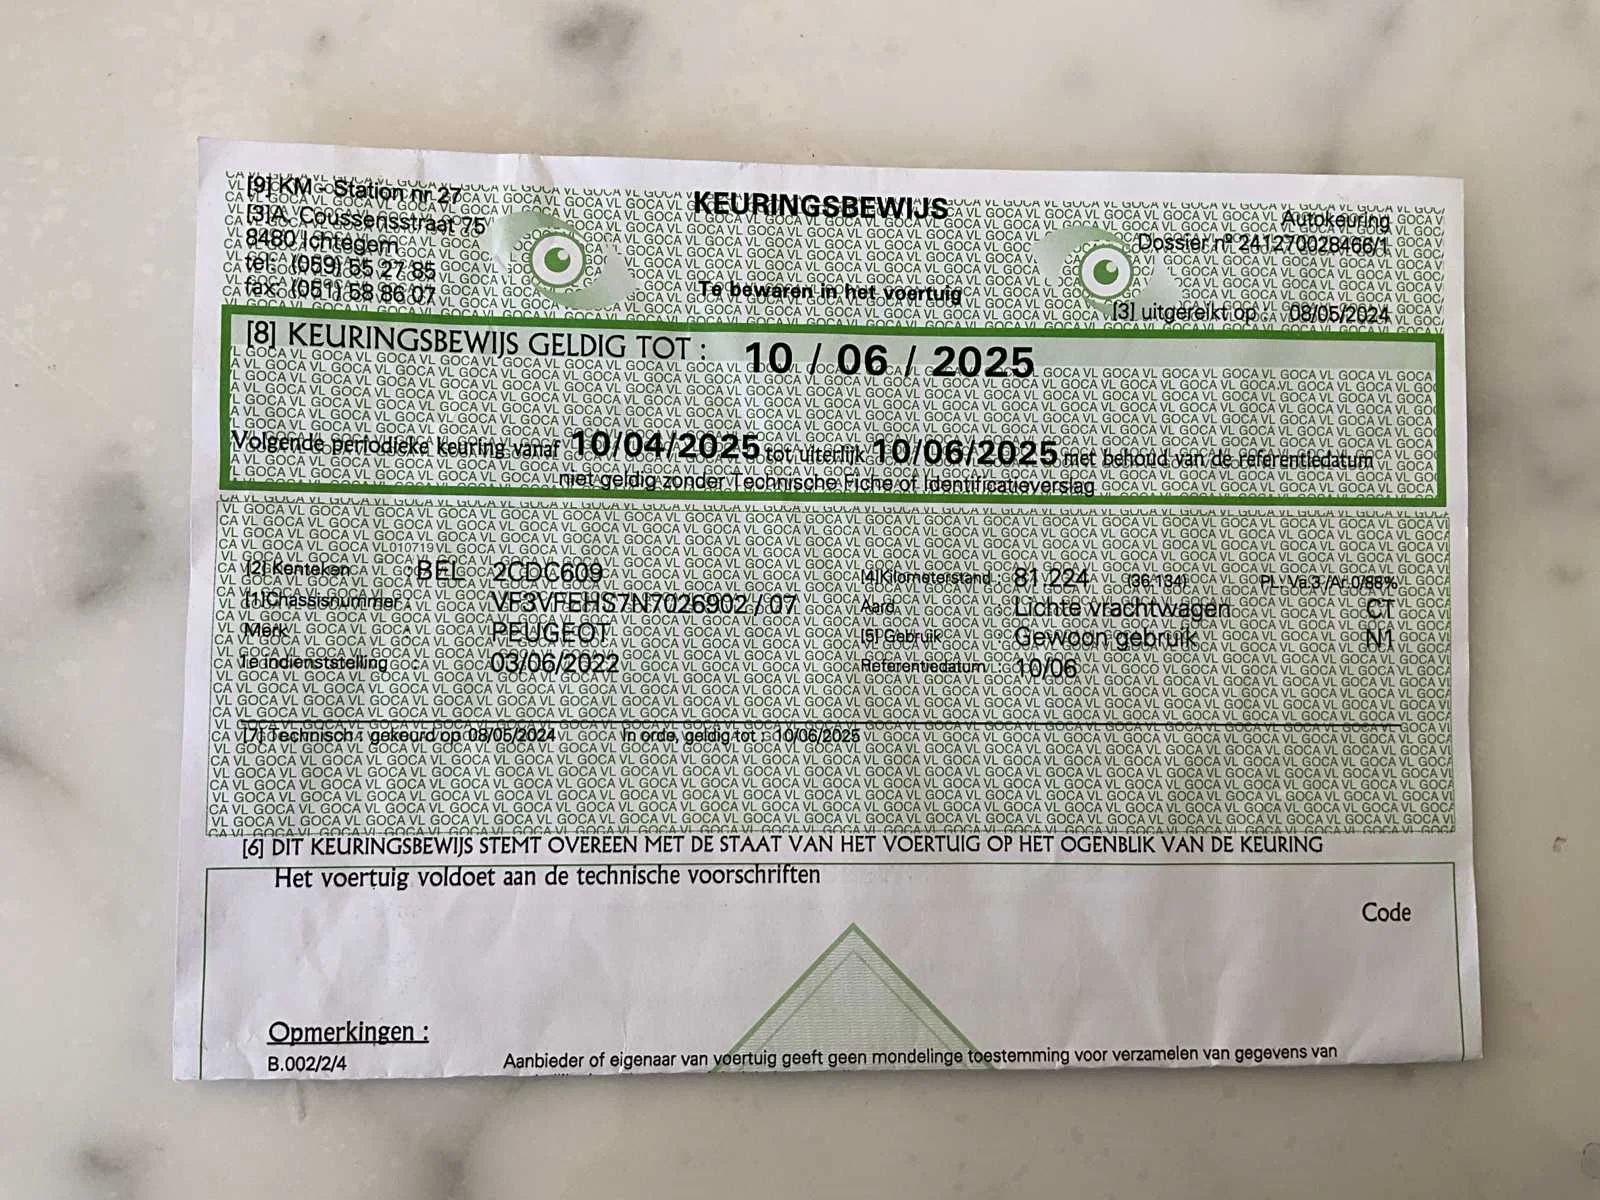 [9] KM - Station nr 27
[3]A. Coussensstraat 75
8480 Ichtegem
tel: (059) 55.27.85
fax: (051) 58.86.07
KEURINGSBEWIJS
Te bewaren in het voertuig
Autokeuring
Dossier nº 241270028466/1
[3] uitgereikt op : 08/05/2024
[8] KEURINGSBEWIJS GELDIG TOT : 10 / 06 / 2025
Volgende periodieke keuring vanaf 10/04/2025 tot uiterlijk 10/06/2025 met behoud van de referentiedatum
niet geldig zonder Technische Fiche of Identificatieverslag
VL010719
[2] Kenteken : BEL 2CDC609
[1]Chassisnummer : VF3VFEHS7N7026902 / 07
Merk : PEUGEOT
1e indienststelling : 03/06/2022
[4]Kilometerstand : 81.224 (36.134) PL: Va.3 /Ar.0/88%
Aard : Lichte vrachtwagen CT
[5] Gebruik : Gewoon gebruik N1
Referentiedatum : 10/06
[7] Technisch : gekeurd op 08/05/2024 In orde, geldig tot : 10/06/2025
[6] DIT KEURINGSBEWIJS STEMT OVEREEN MET DE STAAT VAN HET VOERTUIG OP HET OGENBLIK VAN DE KEURING
Het voertuig voldoet aan de technische voorschriften
Code
Opmerkingen :
B.002/2/4 Aanbieder of eigenaar van voertuig geeft geen mondelinge toestemming voor verzamelen van gegevens van